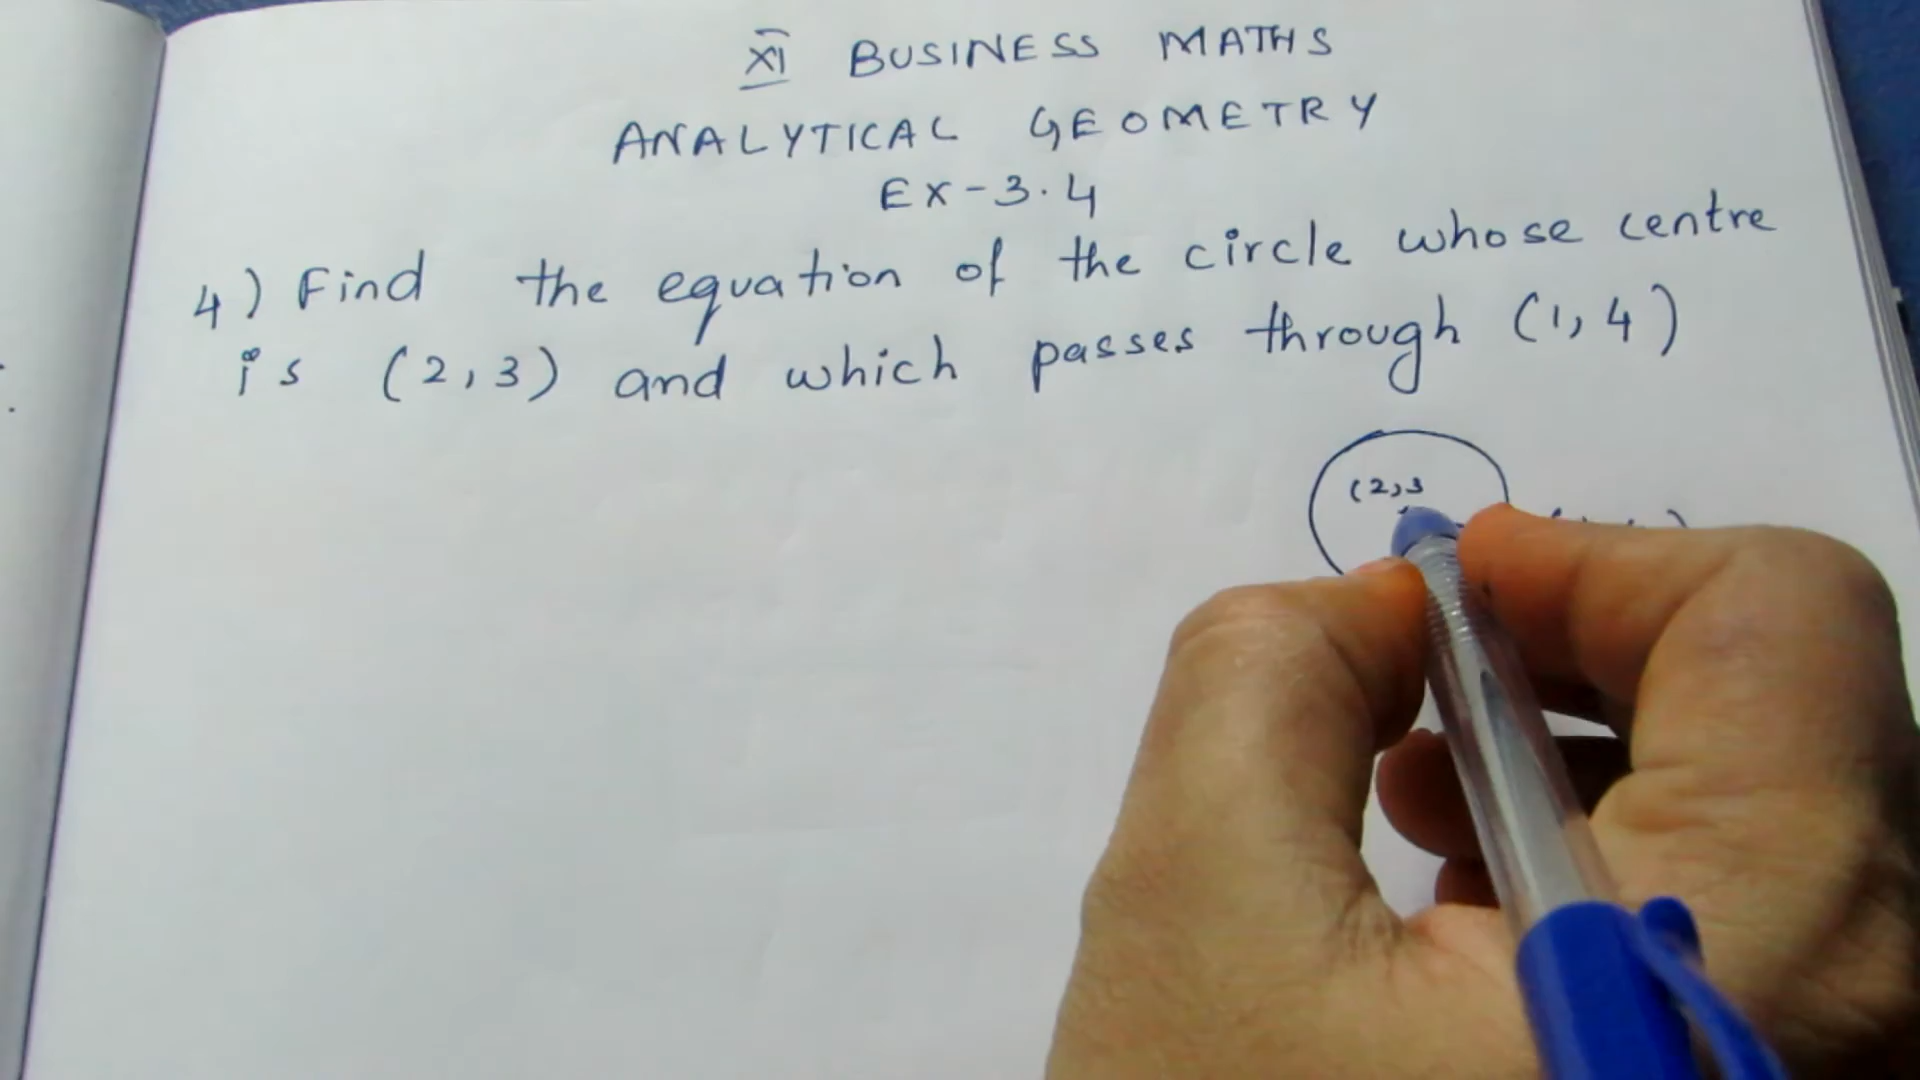 XI BUSINESS MATHS
ANALYTICAL GEOMETRY
EX-3.4
4) Find the equation of the circle whose centre
is (2,3) and which passes through (1,4)
(2,3